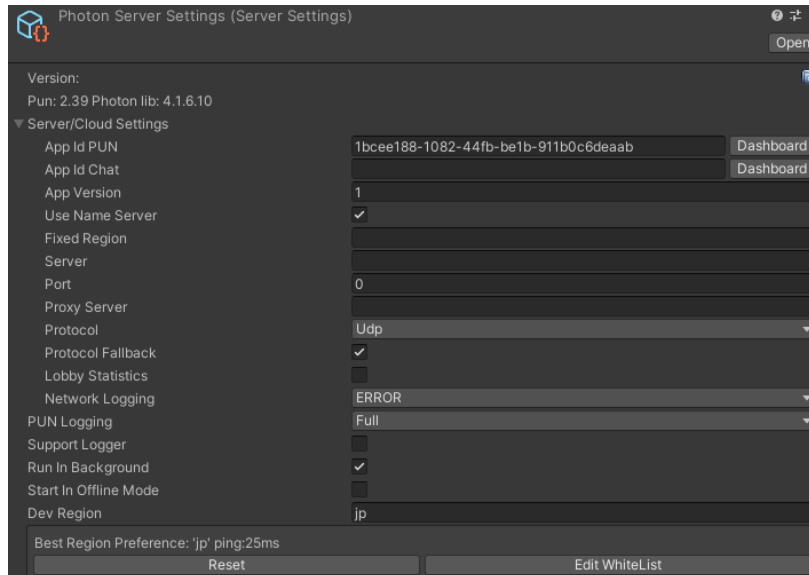 Photon Server Settings (Server Settings)
Open
Version:
Pun: 2.39 Photon lib: 4.1.6.10
Server/Cloud Settings
App Id PUN 1bcee188-1082-44fb-be1b-911b0c6deaab Dashboard
App Id Chat Dashboard
App Version 1
Use Name Server
Fixed Region
Server
Port 0
Proxy Server
Protocol Udp
Protocol Fallback
Lobby Statistics
Network Logging ERROR
PUN Logging Full
Support Logger
Run In Background
Start In Offline Mode
Dev Region jp
Best Region Preference: 'jp' ping:25ms
Reset Edit WhiteList